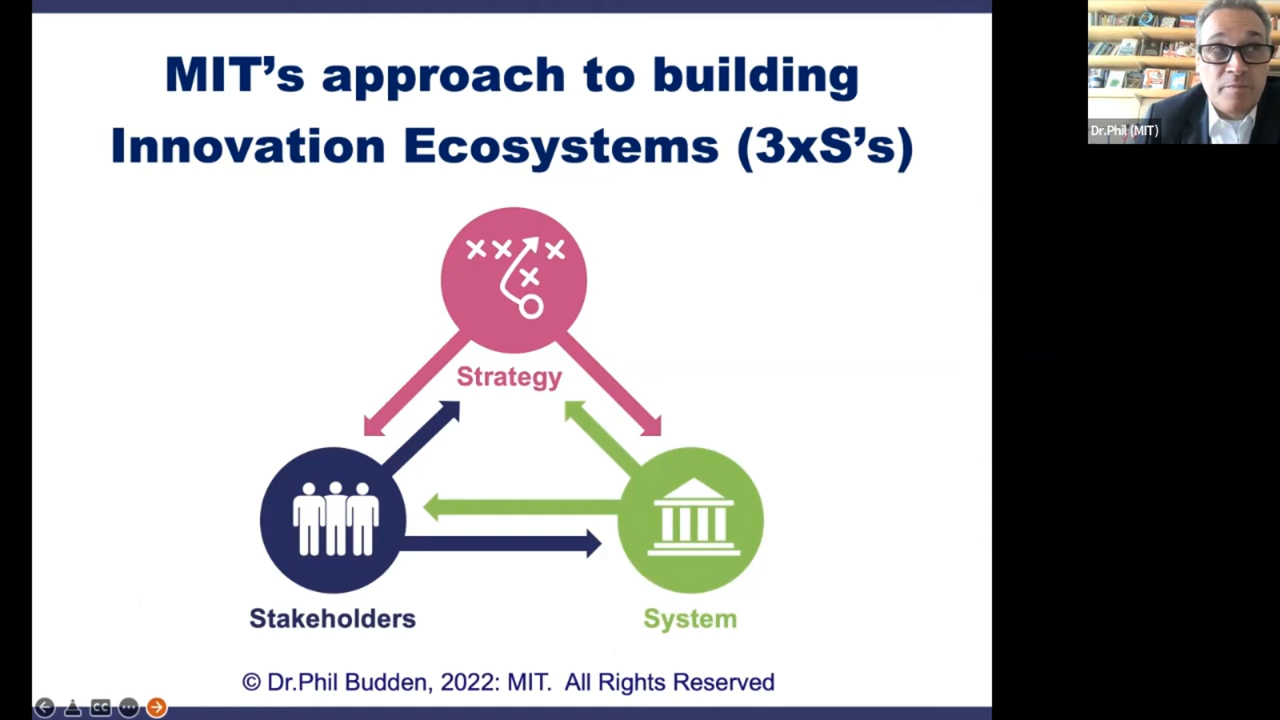 MIT's approach to building
Innovation Ecosystems (3xS's)
Strategy
Stakeholders
System
© Dr.Phil Budden, 2022: MIT. All Rights Reserved
CC
Dr.Phil (MIT)